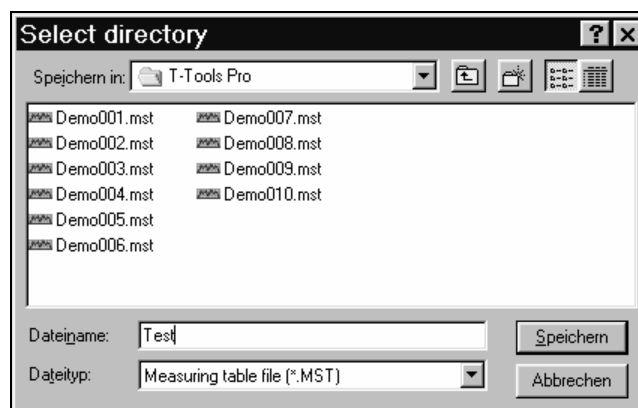 Select directory
Speichern in: T-Tools Pro
Demo001.mst Demo007.mst
Demo002.mst Demo008.mst
Demo003.mst Demo009.mst
Demo004.mst Demo010.mst
Demo005.mst
Demo006.mst
Dateiname: Test Speichern
Dateityp: Measuring table file (*.MST) Abbrechen